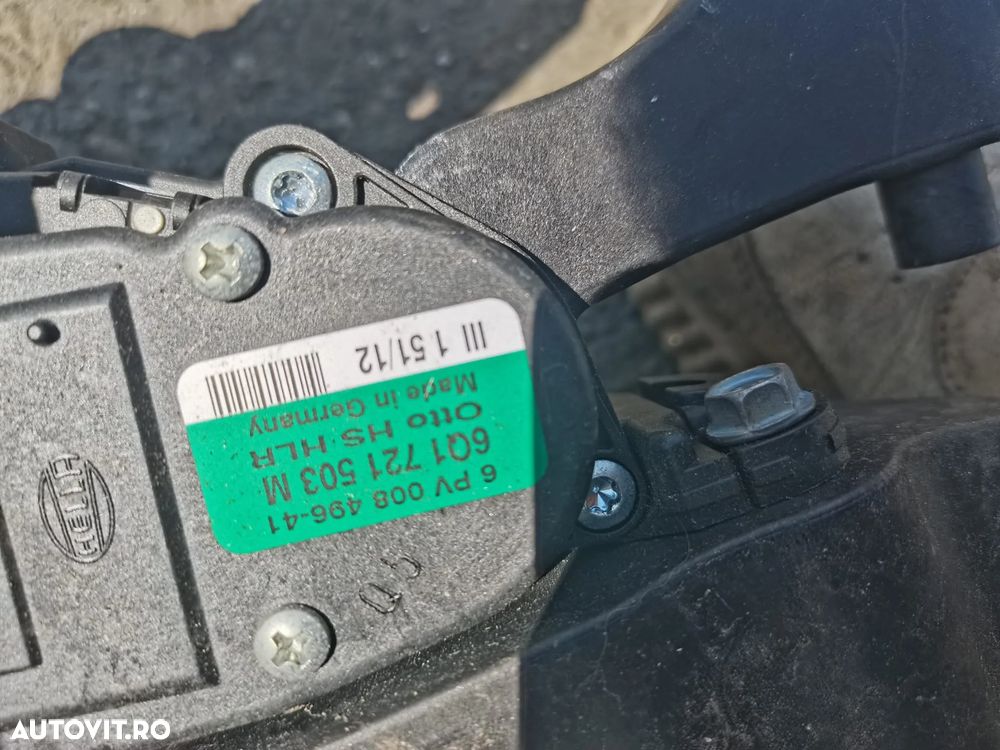 6 PV 008 496-41
6Q1 721 503 M
Otto HS-HLR
Made in Germany
III 1 51/12
HELLA
AUTOVIT.RO